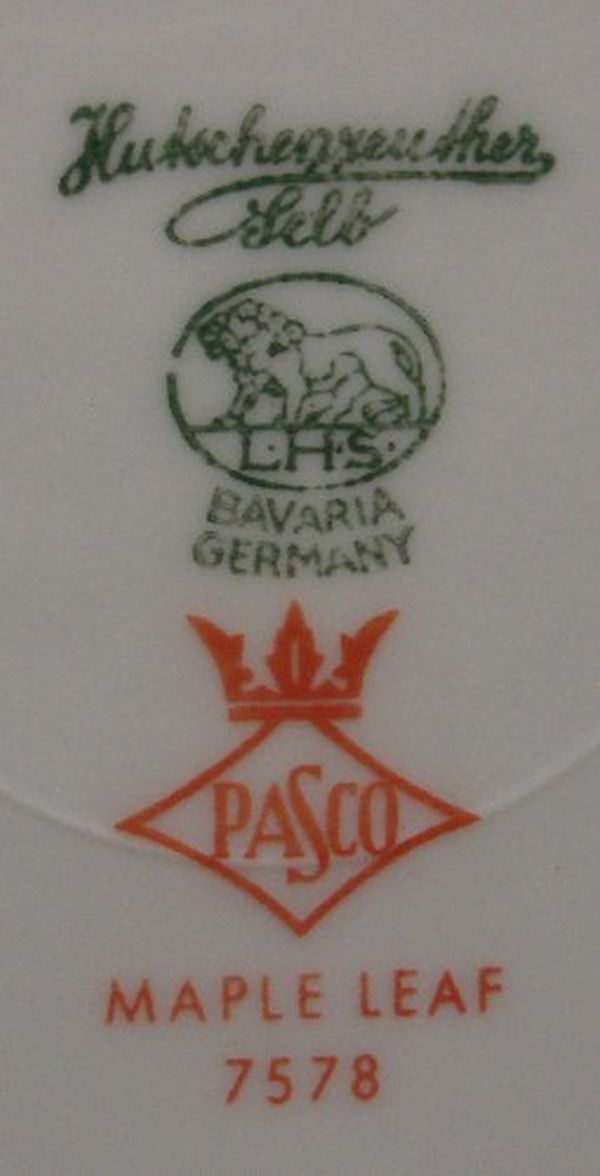 Hutschenreuther
Selb
L.H.S.
BAVARIA
GERMANY
PASCO
MAPLE LEAF
7578